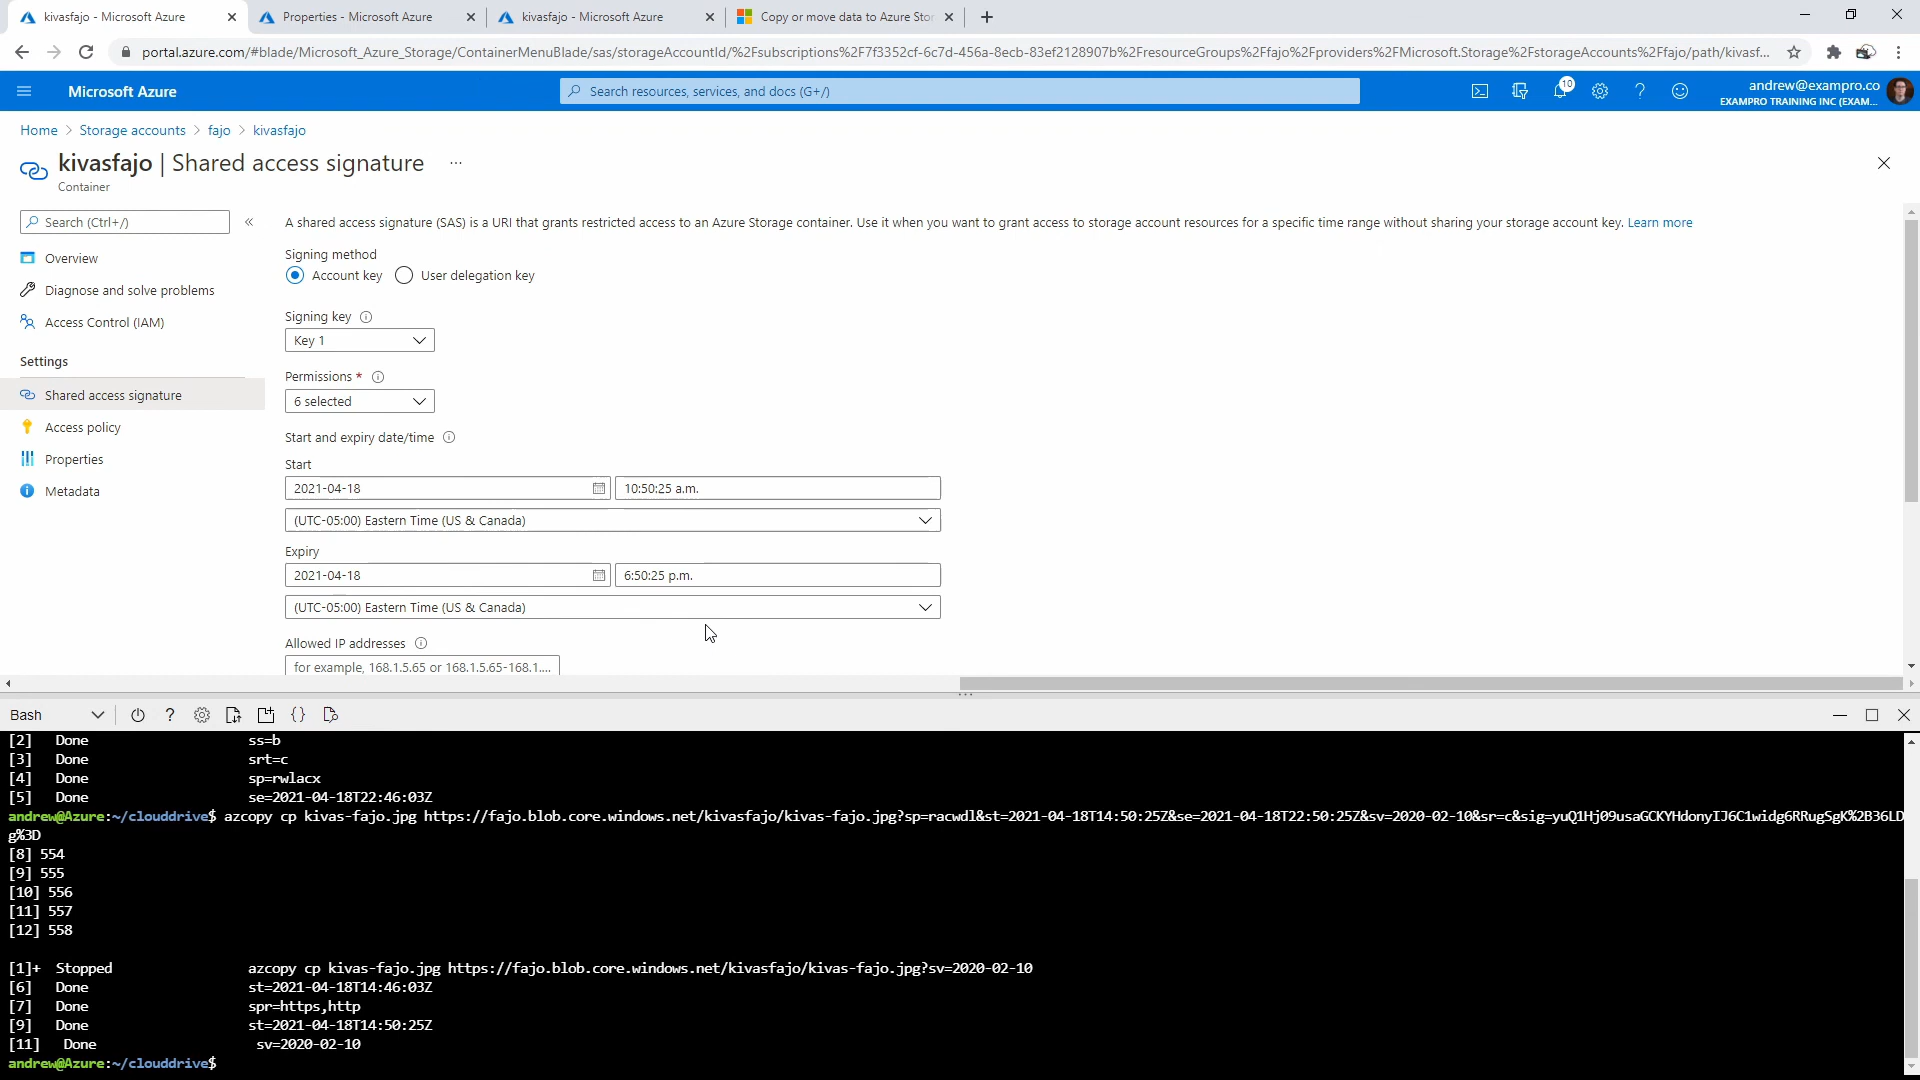 kivasfajo - Microsoft Azure
Properties - Microsoft Azure
kivasfajo - Microsoft Azure
Copy or move data to Azure Stor
portal.azure.com/#blade/Microsoft_Azure_Storage/ContainerMenuBlade/sas/storageAccountId/%2Fsubscriptions%2F7f3352cf-6c7d-456a-8ecb-83ef2128907b%2FresourceGroups%2Ffajo%2Fproviders%2FMicrosoft.Storage%2FstorageAccounts%2Ffajo/path/kivasf...
Microsoft Azure
Search resources, services, and docs (G+/)
10
andrew@exampro.co
EXAMPRO TRAINING INC (EXAM...
Home > Storage accounts > fajo > kivasfajo
kivasfajo | Shared access signature ...
Container
Search (Ctrl+/)
«
Overview
Diagnose and solve problems
Access Control (IAM)
Settings
Shared access signature
Access policy
Properties
Metadata
A shared access signature (SAS) is a URI that grants restricted access to an Azure Storage container. Use it when you want to grant access to storage account resources for a specific time range without sharing your storage account key. Learn more
Signing method
Account key User delegation key
Signing key
Key 1
Permissions *
6 selected
Start and expiry date/time
Start
2021-04-18 10:50:25 a.m.
(UTC-05:00) Eastern Time (US & Canada)
Expiry
2021-04-18 6:50:25 p.m.
(UTC-05:00) Eastern Time (US & Canada)
Allowed IP addresses
for example, 168.1.5.65 or 168.1.5.65-168.1....
Bash
[2] Done ss=b
[3] Done srt=c
[4] Done sp=rwlacx
[5] Done se=2021-04-18T22:46:03Z
andrew@Azure:~/clouddrive$ azcopy cp kivas-fajo.jpg https://fajo.blob.core.windows.net/kivasfajo/kivas-fajo.jpg?sp=racwdl&st=2021-04-18T14:50:25Z&se=2021-04-18T22:50:25Z&sv=2020-02-10&sr=c&sig=yuQ1Hj09usaGCKYHdonyIJ6C1widg6RRugSgK%2B36LD
g%3D
[8] 554
[9] 555
[10] 556
[11] 557
[12] 558
[1]+ Stopped azcopy cp kivas-fajo.jpg https://fajo.blob.core.windows.net/kivasfajo/kivas-fajo.jpg?sv=2020-02-10
[6] Done st=2021-04-18T14:46:03Z
[7] Done spr=https,http
[9] Done st=2021-04-18T14:50:25Z
[11] Done sv=2020-02-10
andrew@Azure:~/clouddrive$